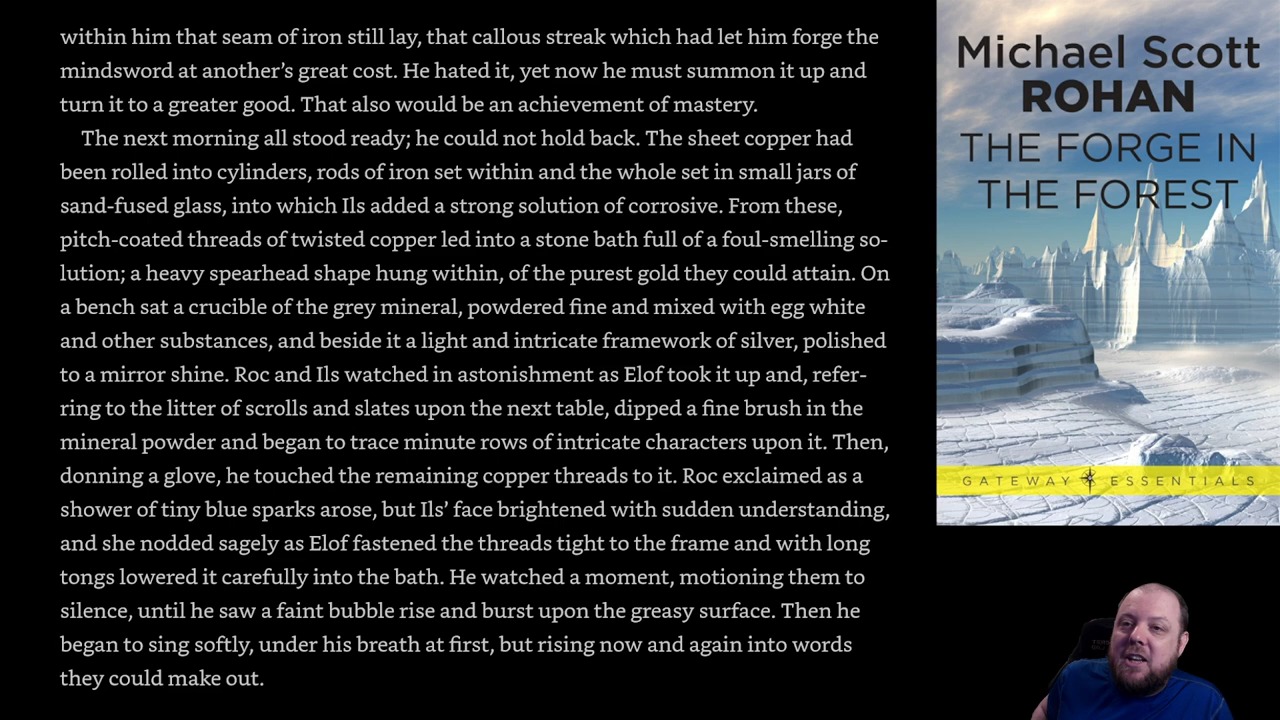 within him that seam of iron still lay, that callous streak which had let him forge the
mindsword at another’s great cost. He hated it, yet now he must summon it up and
turn it to a greater good. That also would be an achievement of mastery.
The next morning all stood ready; he could not hold back. The sheet copper had
been rolled into cylinders, rods of iron set within and the whole set in small jars of
sand-fused glass, into which Ils added a strong solution of corrosive. From these,
pitch-coated threads of twisted copper led into a stone bath full of a foul-smelling so-
lution; a heavy spearhead shape hung within, of the purest gold they could attain. On
a bench sat a crucible of the grey mineral, powdered fine and mixed with egg white
and other substances, and beside it a light and intricate framework of silver, polished
to a mirror shine. Roc and Ils watched in astonishment as Elof took it up and, refer-
ring to the litter of scrolls and slates upon the next table, dipped a fine brush in the
mineral powder and began to trace minute rows of intricate characters upon it. Then,
donning a glove, he touched the remaining copper threads to it. Roc exclaimed as a
shower of tiny blue sparks arose, but Ils’ face brightened with sudden understanding,
and she nodded sagely as Elof fastened the threads tight to the frame and with long
tongs lowered it carefully into the bath. He watched a moment, motioning them to
silence, until he saw a faint bubble rise and burst upon the greasy surface. Then he
began to sing softly, under his breath at first, but rising now and again into words
they could make out.
Michael Scott
ROHAN
THE FORGE IN
THE FOREST
GATEWAY ESSENTIALS